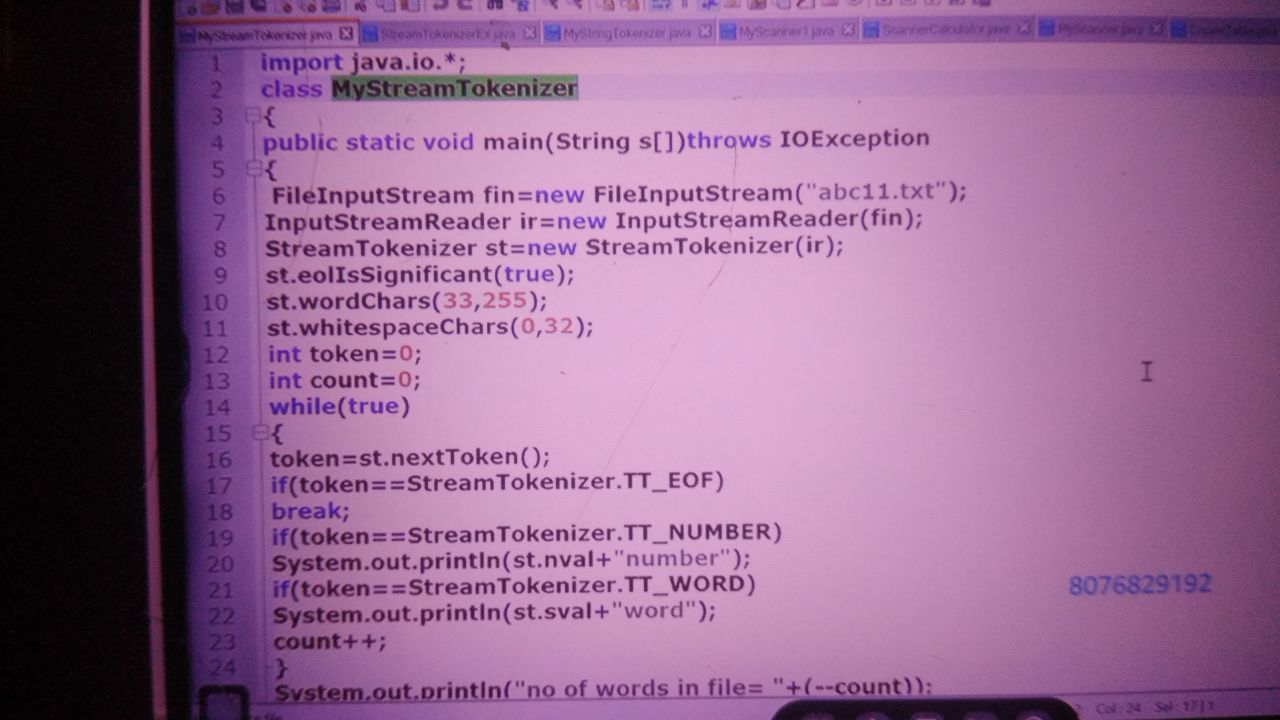 MyStreamTokenizer.java StreamTokenizerEx.java MyStringTokenizer.java MyScanner1.java ScannerCalculator.java MyScanner.java
1 import java.io.*;
2 class MyStreamTokenizer
3 {
4 public static void main(String s[])throws IOException
5 {
6 FileInputStream fin=new FileInputStream("abc11.txt");
7 InputStreamReader ir=new InputStreamReader(fin);
8 StreamTokenizer st=new StreamTokenizer(ir);
9 st.eolIsSignificant(true);
10 st.wordChars(33,255);
11 st.whitespaceChars(0,32);
12 int token=0;
13 int count=0;
14 while(true)
15 {
16 token=st.nextToken();
17 if(token==StreamTokenizer.TT_EOF)
18 break;
19 if(token==StreamTokenizer.TT_NUMBER)
20 System.out.println(st.nval+"number");
21 if(token==StreamTokenizer.TT_WORD)
8076829192
22 System.out.println(st.sval+"word");
23 count++;
24 }
System.out.println("no of words in file= "+(--count));
Col : 24 Sel : 17 | 1